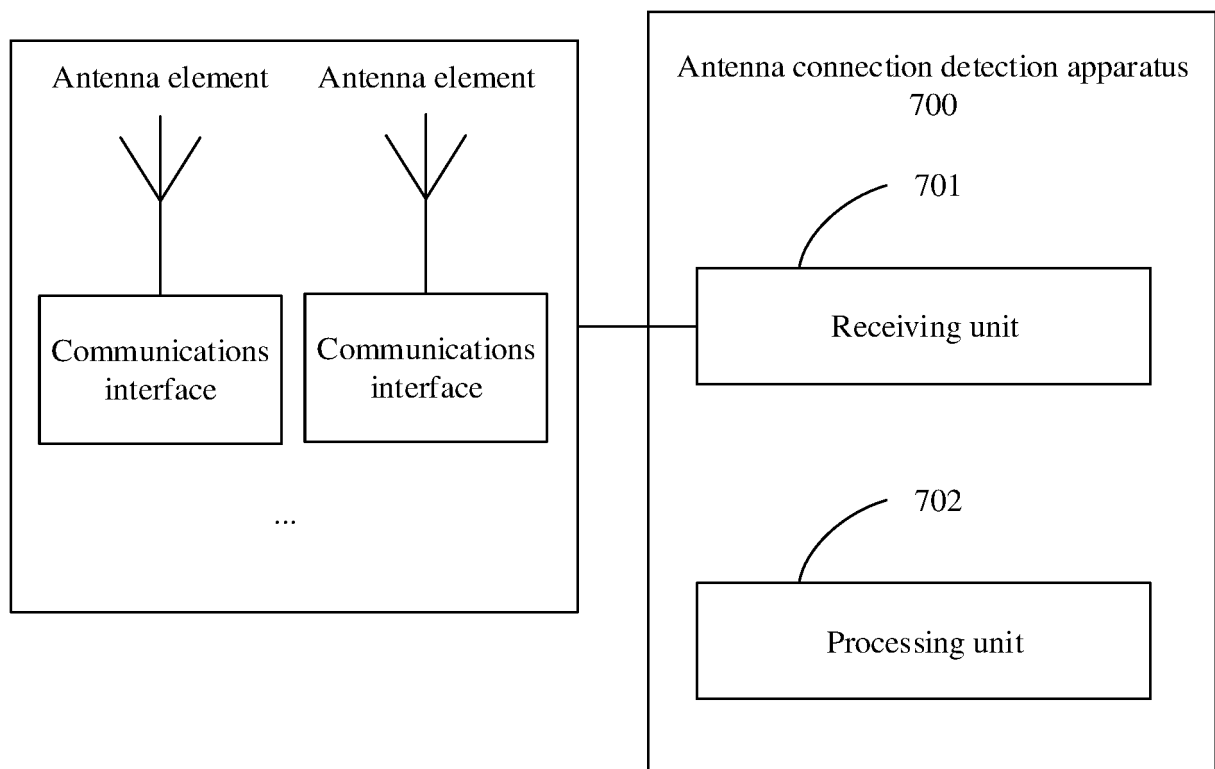 Antenna element
Antenna element
Communications
interface
Communications
interface
...
Antenna connection detection apparatus
700
701
Receiving unit
702
Processing unit